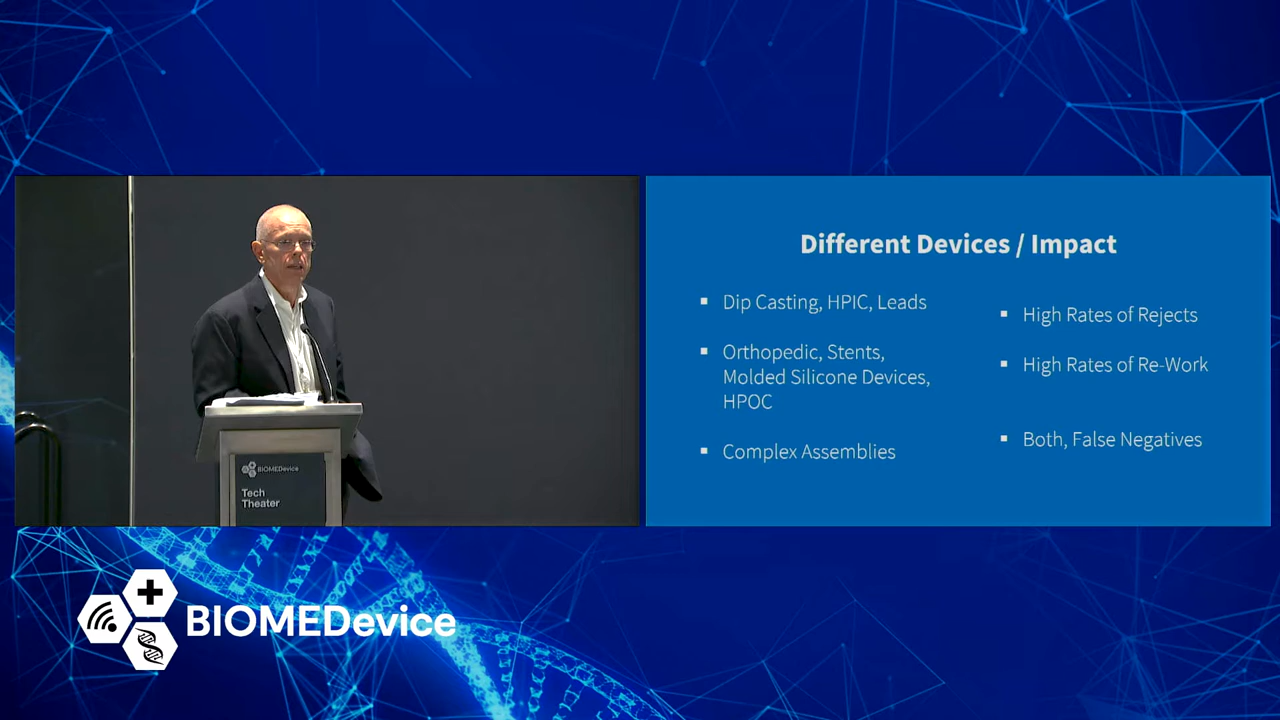 Different Devices / Impact
▪ Dip Casting, HPIC, Leads
▪ Orthopedic, Stents,
Molded Silicone Devices,
HPOC
▪ Complex Assemblies
▪ High Rates of Rejects
▪ High Rates of Re-Work
▪ Both, False Negatives
BIOMEDevice
Tech
Theater
BIOMEDevice